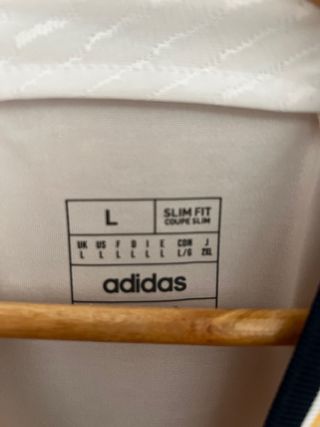 L
SLIM FIT
COUPE SLIM
UK US F D I E CDN J
L L L L L L L/G 2XL
adidas